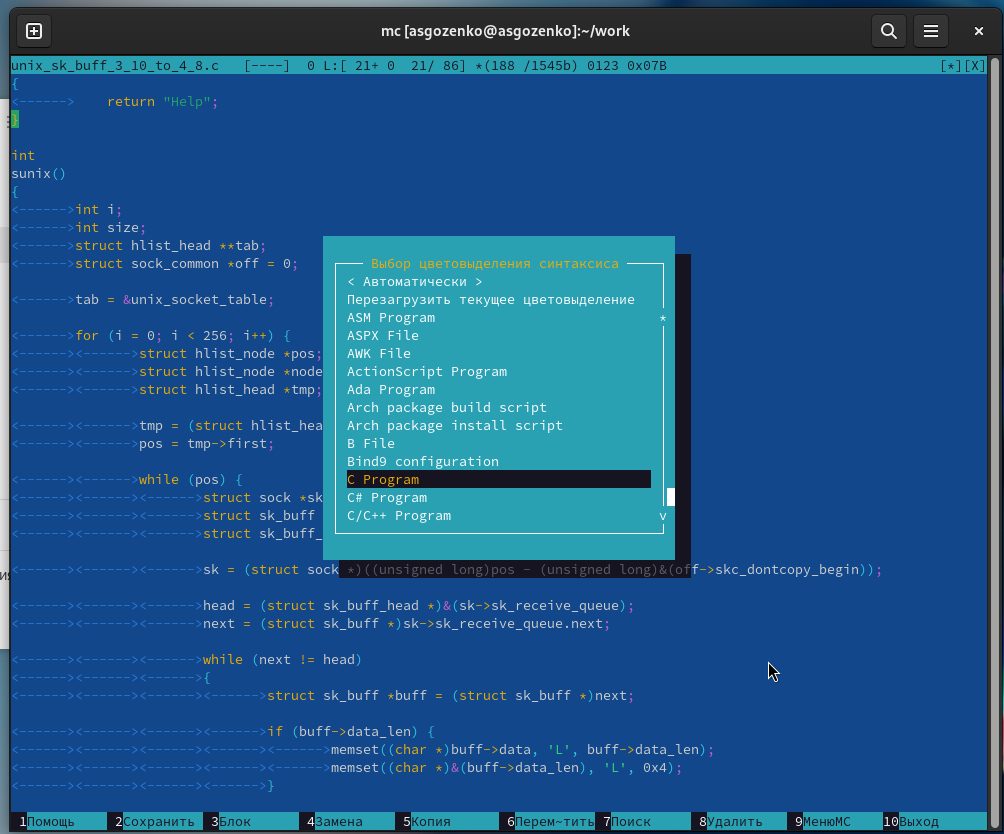 mc [asgozenko@asgozenko]:~/work
unix_sk_buff_3_10_to_4_8.c [----] 0 L:[ 21+ 0 21/ 86] *(188 /1545b) 0123 0x07B [*][X]
{
<------> return "Help";
}
int
sunix()
{
<------>int i;
<------>int size;
<------>struct hlist_head **tab;
<------>struct sock_common *off = 0;
<------>tab = &unix_socket_table;
<------>for (i = 0; i < 256; i++) {
<------><------>struct hlist_node *pos;
<------><------>struct hlist_node *node
<------><------>struct hlist_head *tmp;
<------><------>tmp = (struct hlist_hea
<------><------>pos = tmp->first;
<------><------>while (pos) {
<------><------><------>struct sock *sk
<------><------><------>struct sk_buff
<------><------><------>struct sk_buff_
Выбор цветовыделения синтаксиса
< Автоматически >
Перезагрузить текущее цветовыделение
ASM Program *
ASPX File
AWK File
ActionScript Program
Ada Program
Arch package build script
Arch package install script
B File
Bind9 configuration
C Program
C# Program
C/C++ Program v
<------><------><------>sk = (struct sock *)((unsigned long)pos - (unsigned long)&(off->skc_dontcopy_begin));
<------><------><------>head = (struct sk_buff_head *)&(sk->sk_receive_queue);
<------><------><------>next = (struct sk_buff *)sk->sk_receive_queue.next;
<------><------><------>while (next != head)
<------><------><------>{
<------><------><------><------>struct sk_buff *buff = (struct sk_buff *)next;
<------><------><------><------>if (buff->data_len) {
<------><------><------><------><------>memset((char *)buff->data, 'L', buff->data_len);
<------><------><------><------><------>memset((char *)&(buff->data_len), 'L', 0x4);
<------><------><------><------>}
1Помощь 2Сохранить 3Блок 4Замена 5Копия 6Перем~тить 7Поиск 8Удалить 9МенюMC 10Выход